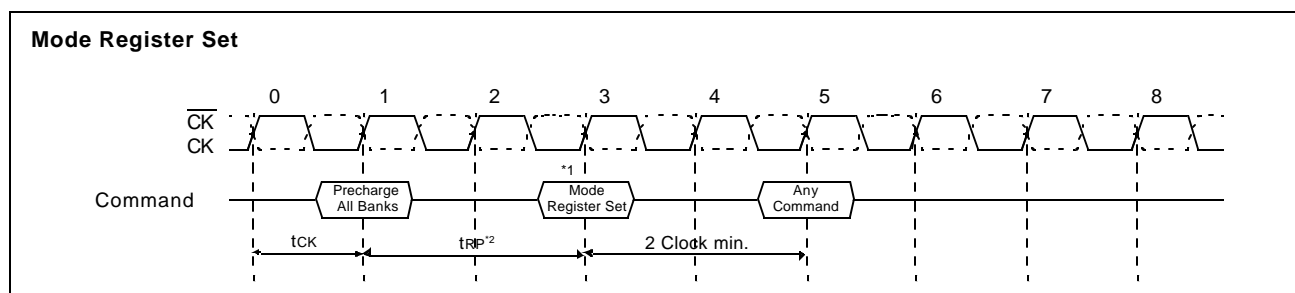 Mode Register Set
0 1 2 3 4 5 6 7 8
CK
CK
*1
Command
Precharge
All Banks
Mode
Register Set
Any
Command
tCK
tRP*2
2 Clock min.